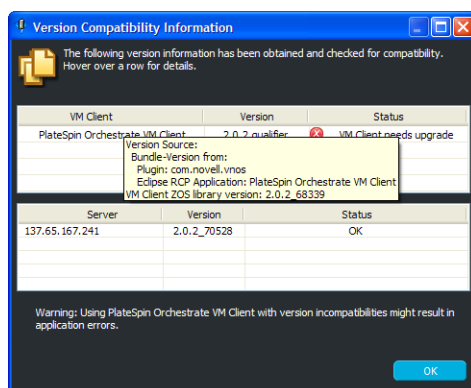 Version Compatibility Information
The following version information has been obtained and checked for compatibility.
Hover over a row for details.
VM Client Version Status
PlateSpin Orchestrate VM Client 2.0.2.qualifier VM Client needs upgrade
Version Source:
Bundle-Version from:
Plugin: com.novell.vnos
Eclipse RCP Application: PlateSpin Orchestrate VM Client
VM Client ZOS library version: 2.0.2_68339
Server Version Status
137.65.167.241 2.0.2_70528 OK
Warning: Using PlateSpin Orchestrate VM Client with version incompatibilities might result in
application errors.
OK